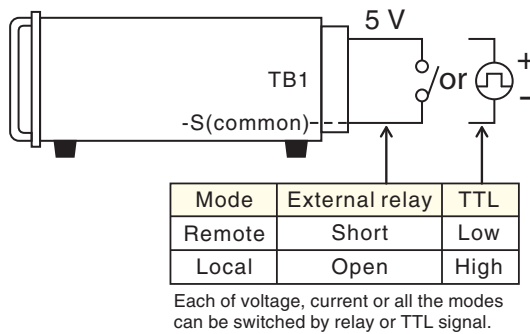 5 V
TB1
or
+
-S(common)
−
Mode External relay TTL
Remote Short Low
Local Open High
Each of voltage, current or all the modes
can be switched by relay or TTL signal.